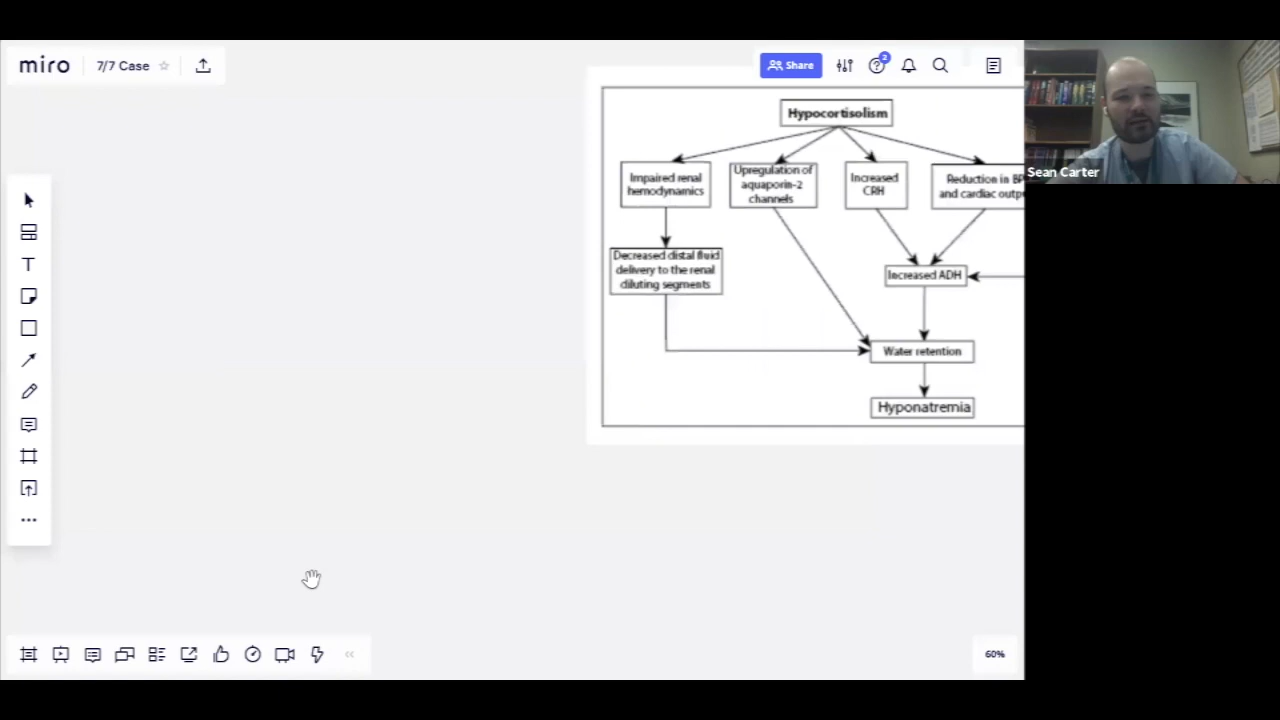 miro
7/7 Case
Share
2
Sean Carter
Hypocortisolism
Impaired renal
hemodynamics
Upregulation of
aquaporin-2
channels
Increased
CRH
Reduction in BP
and cardiac outp
Decreased distal fluid
delivery to the renal
diluting segments
Increased ADH
Water retention
Hyponatremia
T
60%